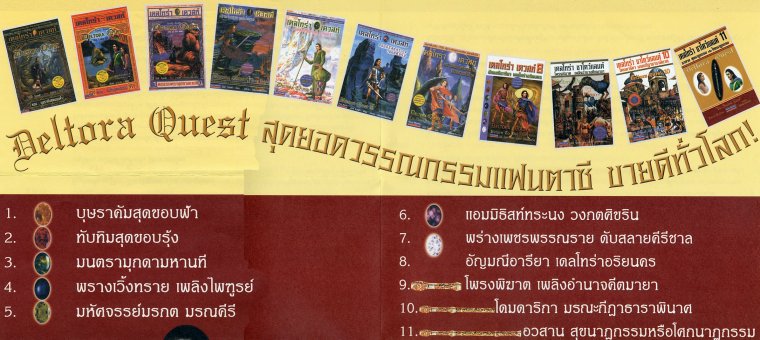 Deltora Quest สุดยอดวรรณกรรมแฟนตาซี ขายดีทั่วโลก!
1. บุษราคัมสุดขอบฟ้า
2. ทับทิมสุดขอบรุ้ง
3. มนตรามุกดามหานที
4. พรางเวิ้งทราย เพลิงไพฑูรย์
5. มหัศจรรย์มรกต มรณคีรี
6. แอมมิธิสท์ทระนง วงกตศิขริน
7. พร่างเพชรพรรณราย ดับสลายคีรีชาล
8. อัญมณีอารียา เดลโทร่าอริยนคร
9. โพรงพิฆาต เพลิงอำนาจคีตมายา
10. โดมดาริกา มรณะกีฎาธาราพินาศ
11. อวสาน สุขนาฏกรรมหรือโศกนาฏกรรม